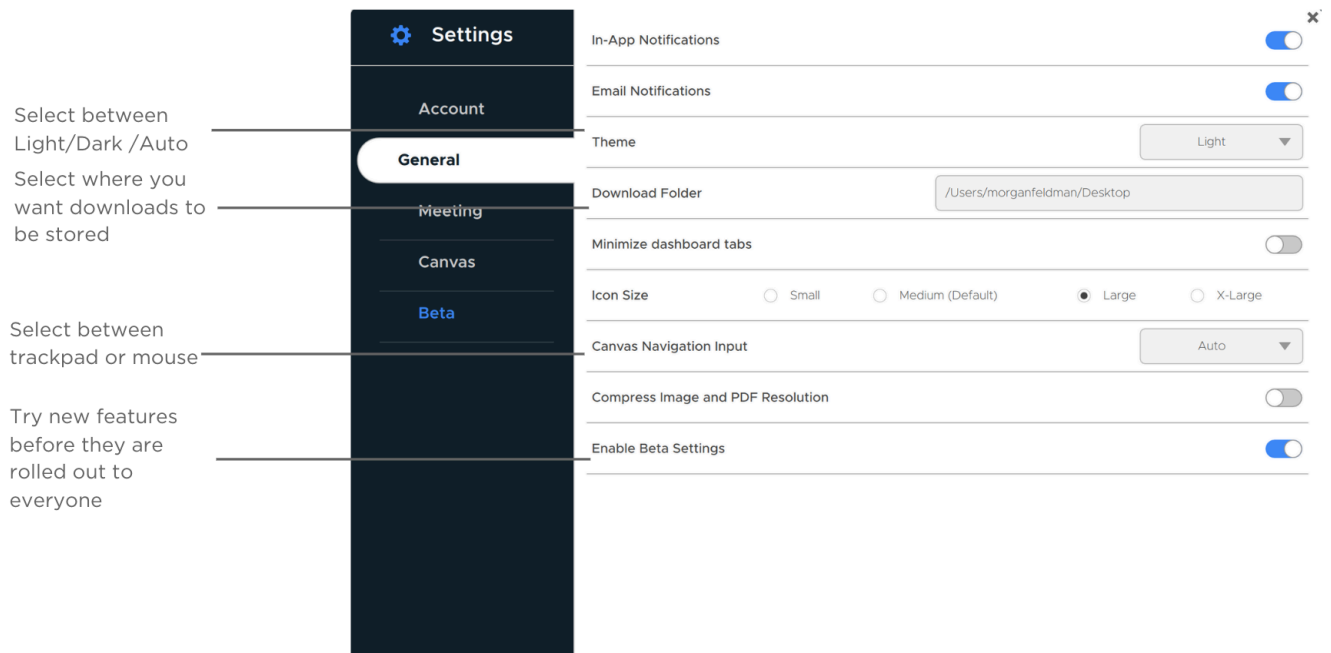 Settings
Account
General
Meeting
Canvas
Beta
Select between
Light/Dark /Auto
Select where you
want downloads to
be stored
Select between
trackpad or mouse
Try new features
before they are
rolled out to
everyone
In-App Notifications
Email Notifications
Theme Light
Download Folder /Users/morganfeldman/Desktop
Minimize dashboard tabs
Icon Size Small Medium (Default) Large X-Large
Canvas Navigation Input Auto
Compress Image and PDF Resolution
Enable Beta Settings